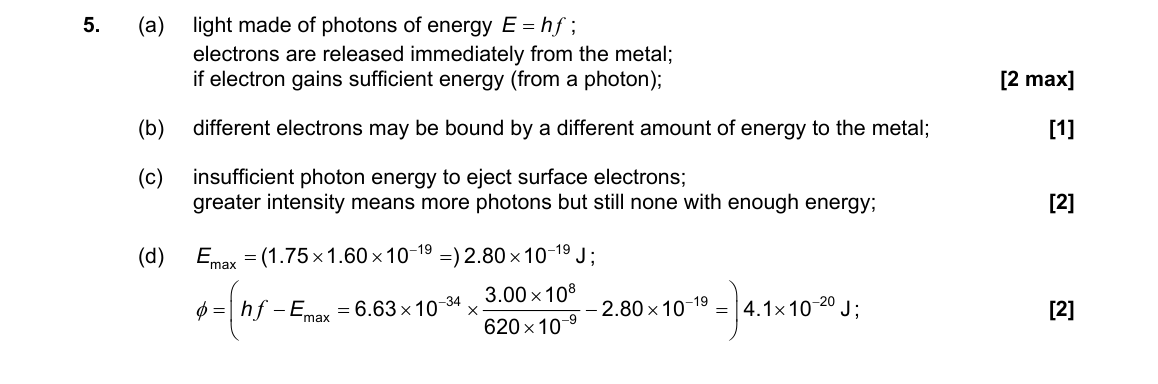 5. (a) light made of photons of energy E = hf ;
electrons are released immediately from the metal;
if electron gains sufficient energy (from a photon); [2 max]
(b) different electrons may be bound by a different amount of energy to the metal; [1]
(c) insufficient photon energy to eject surface electrons;
greater intensity means more photons but still none with enough energy; [2]
(d) E_max = (1.75 × 1.60 × 10⁻¹⁹ =) 2.80 × 10⁻¹⁹ J ;
ϕ = (hf − E_max = 6.63 × 10⁻³⁴ × (3.00 × 10⁸)/(620 × 10⁻⁹) − 2.80 × 10⁻¹⁹ =) 4.1 × 10⁻²⁰ J ; [2]